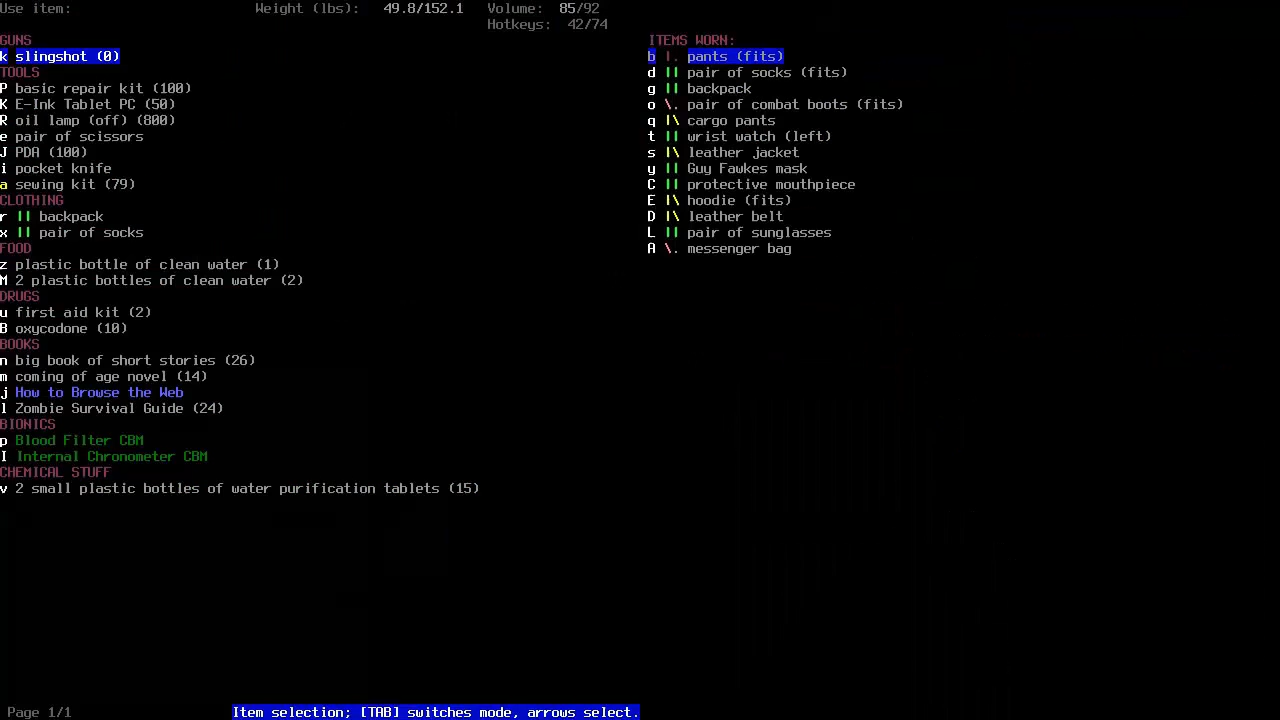 Use item: Weight (lbs): 49.8/152.1 Volume: 85/92
Hotkeys: 42/74
GUNS
k slingshot (0)
TOOLS
P basic repair kit (100)
K E-Ink Tablet PC (50)
R oil lamp (off) (800)
e pair of scissors
J PDA (100)
i pocket knife
a sewing kit (79)
CLOTHING
r || backpack
x || pair of socks
FOOD
z plastic bottle of clean water (1)
M 2 plastic bottles of clean water (2)
DRUGS
u first aid kit (2)
B oxycodone (10)
BOOKS
n big book of short stories (26)
m coming of age novel (14)
j How to Browse the Web
l Zombie Survival Guide (24)
BIONICS
p Blood Filter CBM
I Internal Chronometer CBM
CHEMICAL STUFF
v 2 small plastic bottles of water purification tablets (15)
ITEMS WORN:
b |. pants (fits)
d || pair of socks (fits)
g || backpack
o \. pair of combat boots (fits)
q |\ cargo pants
t || wrist watch (left)
s |\ leather jacket
y || Guy Fawkes mask
C || protective mouthpiece
E |\ hoodie (fits)
D |\ leather belt
L || pair of sunglasses
A \. messenger bag
Page 1/1 Item selection; [TAB] switches mode, arrows select.